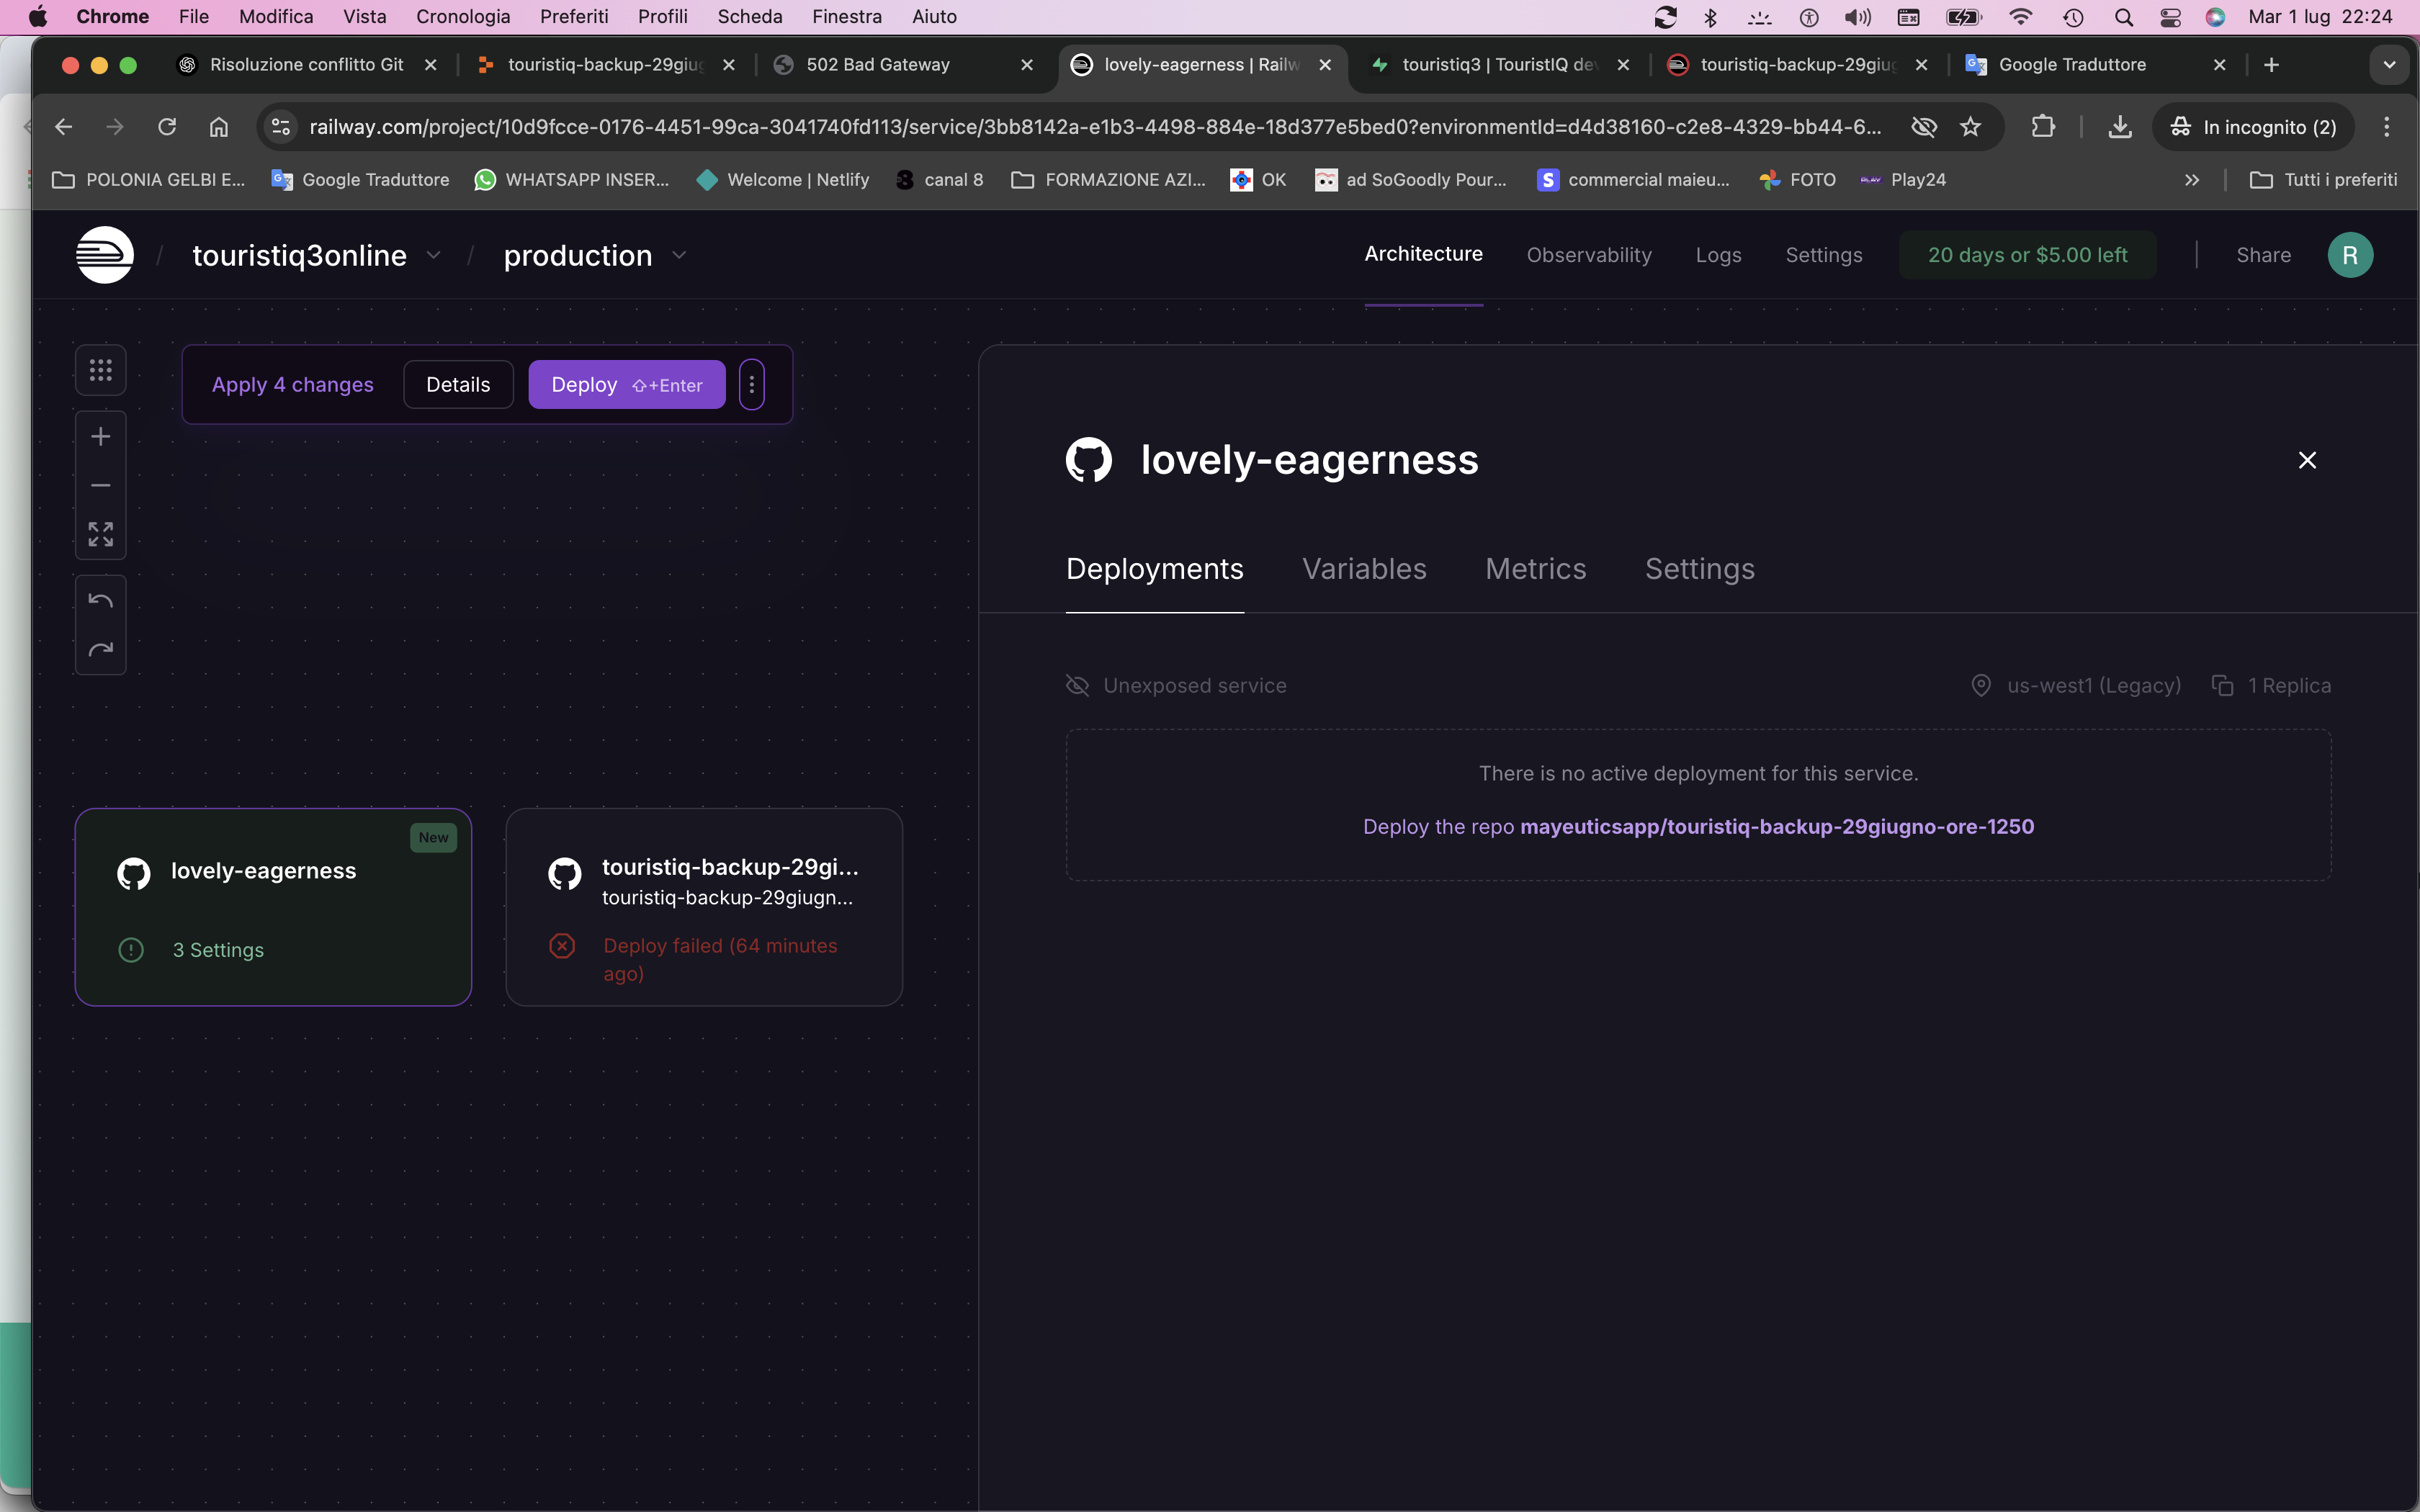 Chrome File Modifica Vista Cronologia Preferiti Profili Scheda Finestra Aiuto Mar 1 lug 22:24
Risoluzione conflitto Git touristiq-backup-29giug 502 Bad Gateway lovely-eagerness | Railw touristiq3 | TouristIQ dev touristiq-backup-29giug Google Traduttore
railway.com/project/10d9fcce-0176-4451-99ca-3041740fd113/service/3bb8142a-e1b3-4498-884e-18d377e5bed0?environmentId=d4d38160-c2e8-4329-bb44-6... In incognito (2)
POLONIA GELBI E... Google Traduttore WHATSAPP INSER... Welcome | Netlify canal 8 FORMAZIONE AZI... OK ad SoGoodly Pour... S commercial maieu... FOTO Play24 Tutti i preferiti
/ touristiq3online / production Architecture Observability Logs Settings 20 days or $5.00 left Share R
Apply 4 changes Details Deploy ⇧+Enter
lovely-eagerness
Deployments Variables Metrics Settings
Unexposed service us-west1 (Legacy) 1 Replica
There is no active deployment for this service.
Deploy the repo mayeuticsapp/touristiq-backup-29giugno-ore-1250
New
lovely-eagerness
3 Settings
touristiq-backup-29gi...
touristiq-backup-29giugn...
Deploy failed (64 minutes
ago)